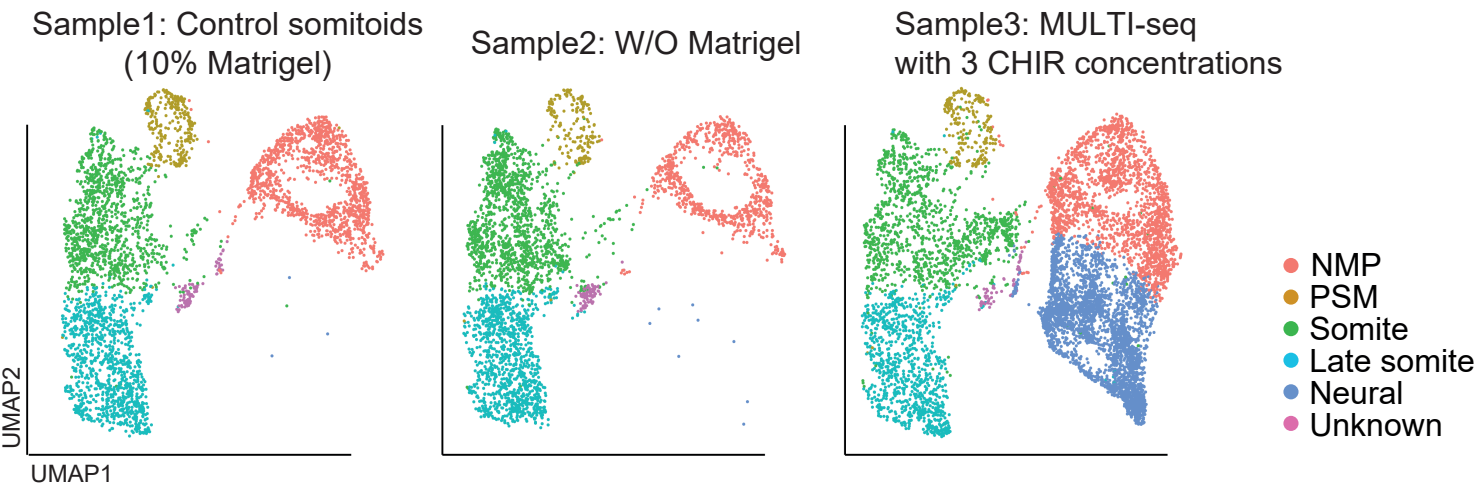 Sample1: Control somitoids
(10% Matrigel)
Sample2: W/O Matrigel
Sample3: MULTI-seq
with 3 CHIR concentrations
NMP
PSM
Somite
Late somite
Neural
Unknown
UMAP2
UMAP1